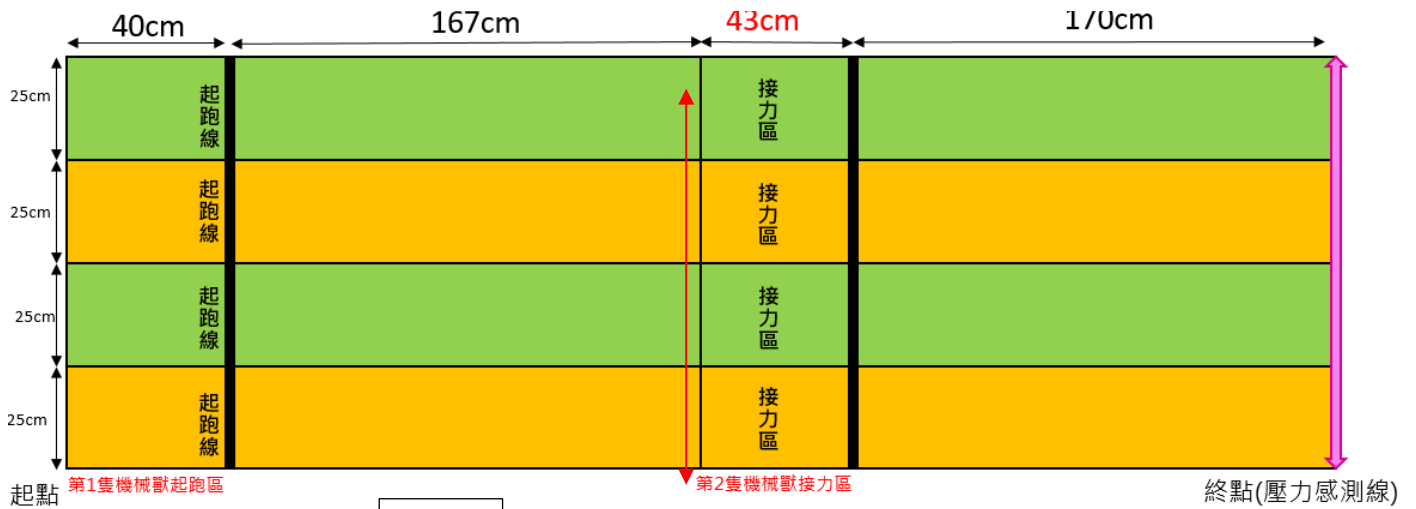 40cm
167cm
43cm
170cm
25cm
起跑線
接力區
25cm
起跑線
接力區
25cm
起跑線
接力區
25cm
起跑線
接力區
起點
第1隻機械獸起跑區
第2隻機械獸接力區
終點(壓力感測線)